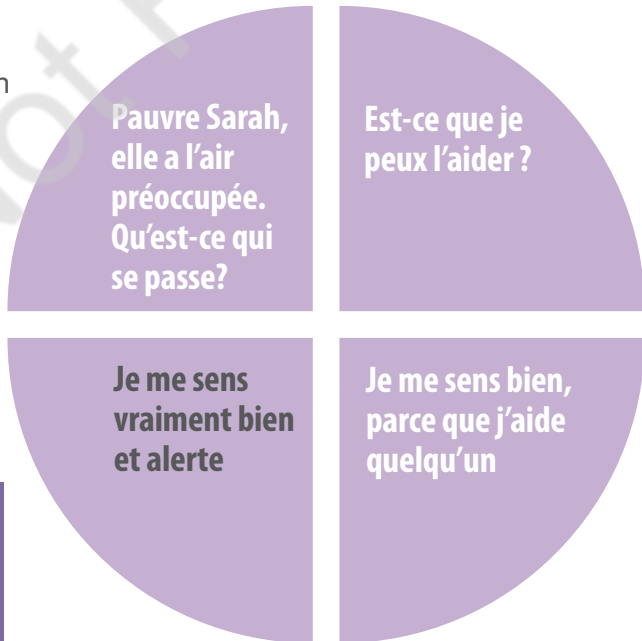 n
Pauvre Sarah,
elle a l’air
préoccupée.
Qu’est-ce qui
se passe?
Est-ce que je
peux l’aider ?
Je me sens
vraiment bien
et alerte
Je me sens bien,
parce que j’aide
quelqu’un